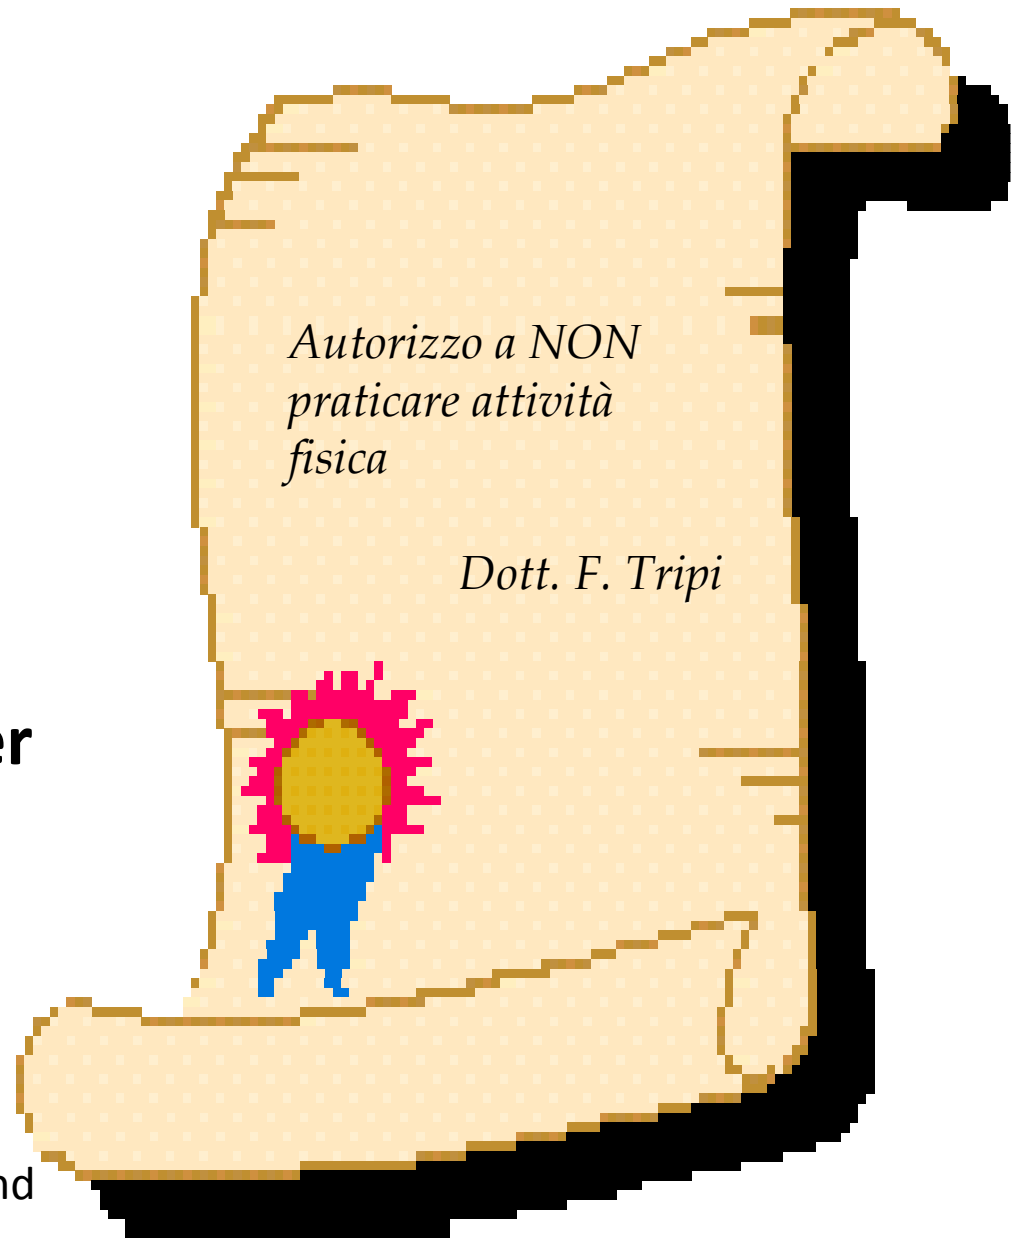 Autorizzo a NON
praticare attività
fisica
Dott. F. Tripi
er
nd